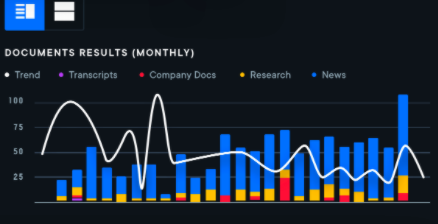 DOCUMENTS RESULTS (MONTHLY)
Trend Transcripts Company Docs Research News
100
75
50
25